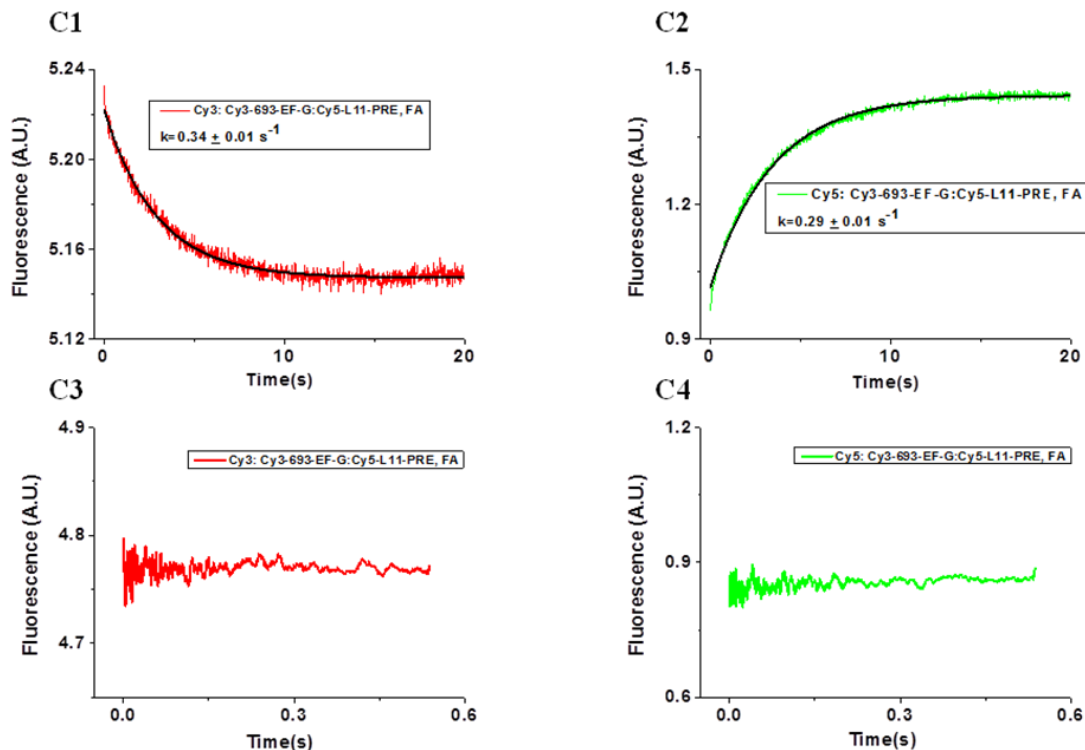 C1
5.24
5.20
5.16
5.12
Fluorescence (A.U.)
Cy3: Cy3-693-EF-G:Cy5-L11-PRE, FA
k=0.34 ± 0.01 s-1
0
10
20
Time(s)
C2
1.5
1.2
0.9
Fluorescence (A.U.)
Cy5: Cy3-693-EF-G:Cy5-L11-PRE, FA
k=0.29 ± 0.01 s-1
0
10
20
Time(s)
C3
4.9
4.8
4.7
Fluorescence (A.U.)
Cy3: Cy3-693-EF-G:Cy5-L11-PRE, FA
0.0
0.3
0.6
Time(s)
C4
1.2
0.9
0.6
Fluorescence (A.U.)
Cy5: Cy3-693-EF-G:Cy5-L11-PRE, FA
0.0
0.3
0.6
Time(s)